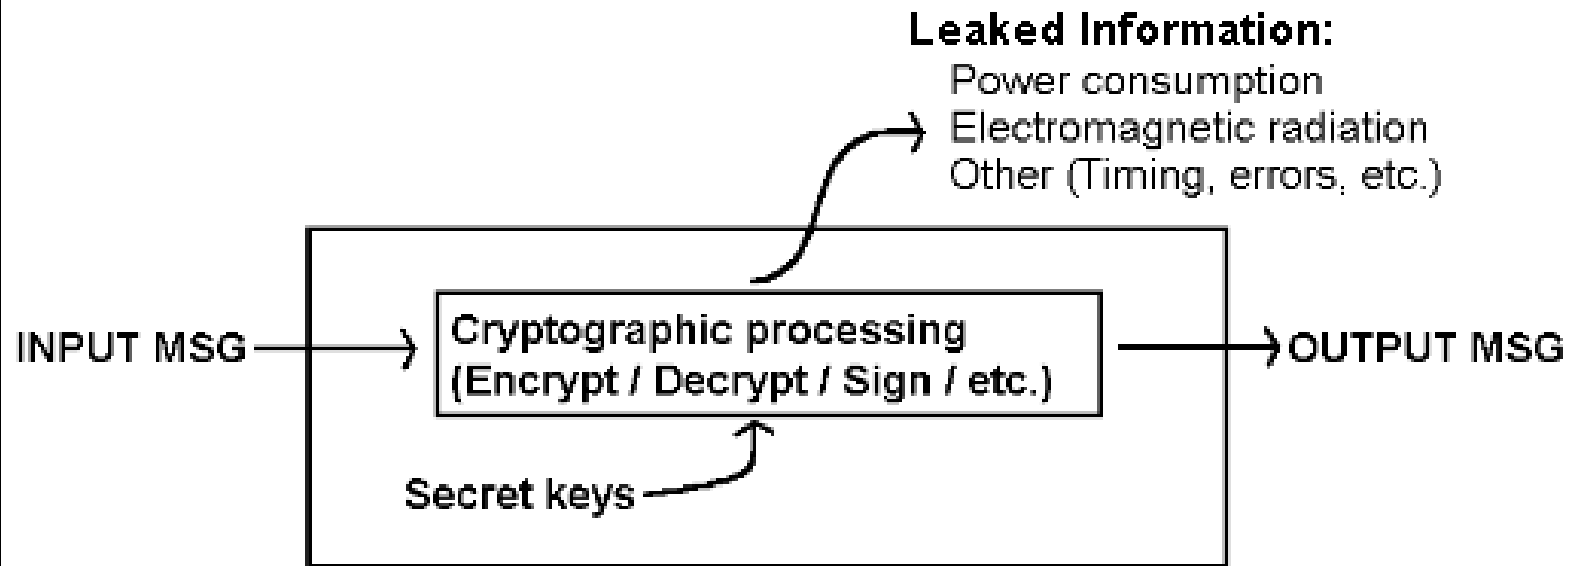 Leaked Information:
Power consumption
Electromagnetic radiation
Other (Timing, errors, etc.)
INPUT MSG
Cryptographic processing
(Encrypt / Decrypt / Sign / etc.)
OUTPUT MSG
Secret keys